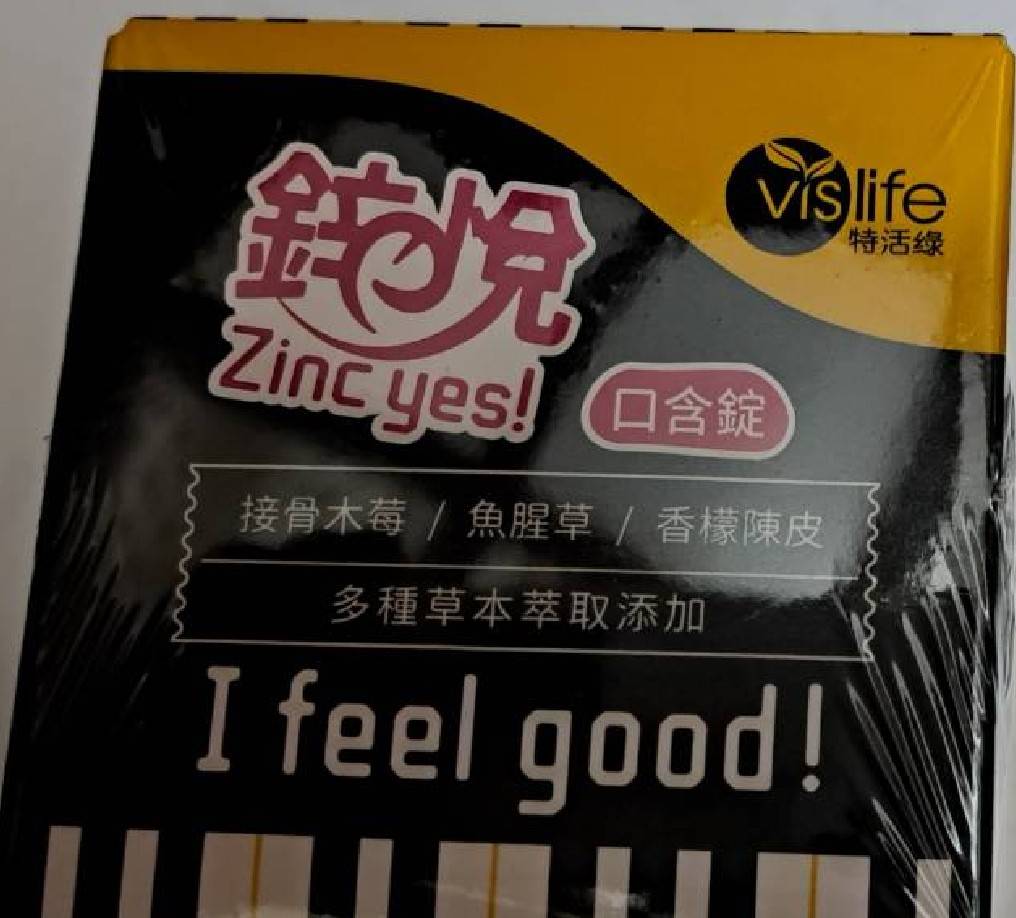 vislife
特活綠
鋅悅
Zinc yes!
口含錠
接骨木莓 / 魚腥草 / 香檬陳皮
多種草本萃取添加
I feel good!